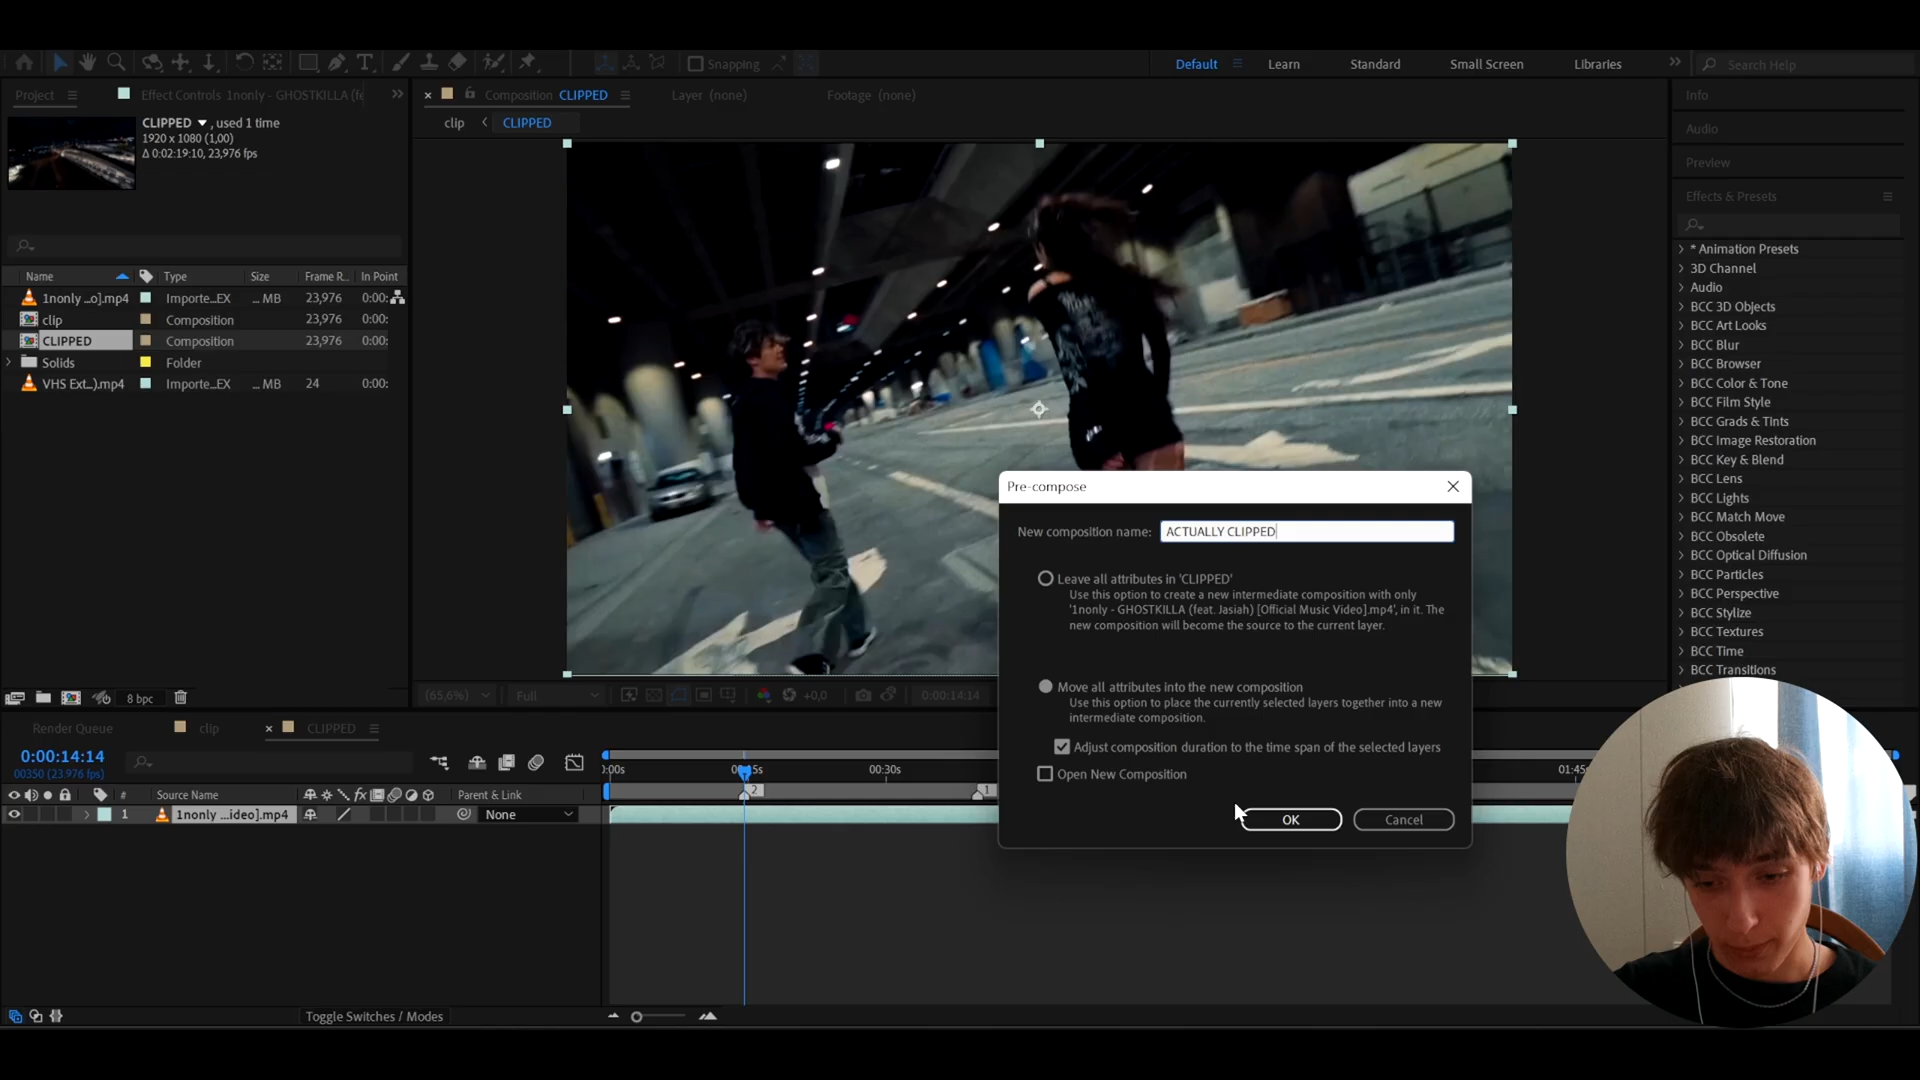 Snapping
Default
Learn
Standard
Small Screen
Libraries
Search Help
Project
Effect Controls 1nonly - GHOSTKILLA (fe
Composition CLIPPED
Layer (none)
Footage (none)
Info
CLIPPED , used 1 time
1920 x 1080 (1,00)
Δ 0:02:19:10, 23,976 fps
clip
CLIPPED
Audio
Preview
Effects & Presets
Name
Type
Size
Frame R...
In Point
1nonly ...o].mp4
Importe...EX
... MB
23,976
0:00:
clip
Composition
23,976
CLIPPED
Composition
23,976
Solids
Folder
VHS Ext...).mp4
Importe...EX
... MB
24
0:00:
* Animation Presets
3D Channel
Audio
BCC 3D Objects
BCC Art Looks
BCC Blur
BCC Browser
BCC Color & Tone
BCC Film Style
BCC Grads & Tints
BCC Image Restoration
BCC Key & Blend
BCC Lens
BCC Lights
BCC Match Move
BCC Obsolete
BCC Optical Diffusion
BCC Particles
BCC Perspective
BCC Stylize
BCC Textures
BCC Time
BCC Transitions
Pre-compose
New composition name:
ACTUALLY CLIPPED
Leave all attributes in 'CLIPPED'
Use this option to create a new intermediate composition with only
'1nonly - GHOSTKILLA (feat. Jasiah) [Official Music Video].mp4', in it. The
new composition will become the source to the current layer.
Move all attributes into the new composition
Use this option to place the currently selected layers together into a new
intermediate composition.
Adjust composition duration to the time span of the selected layers
Open New Composition
OK
Cancel
8 bpc
(65,6%)
Full
+0,0
0:00:14:14
Render Queue
clip
CLIPPED
0:00:14:14
00350 (23.976 fps)
00:30s
1:45s
#
Source Name
Parent & Link
2
1
1
1nonly ...ideo].mp4
None
Toggle Switches / Modes